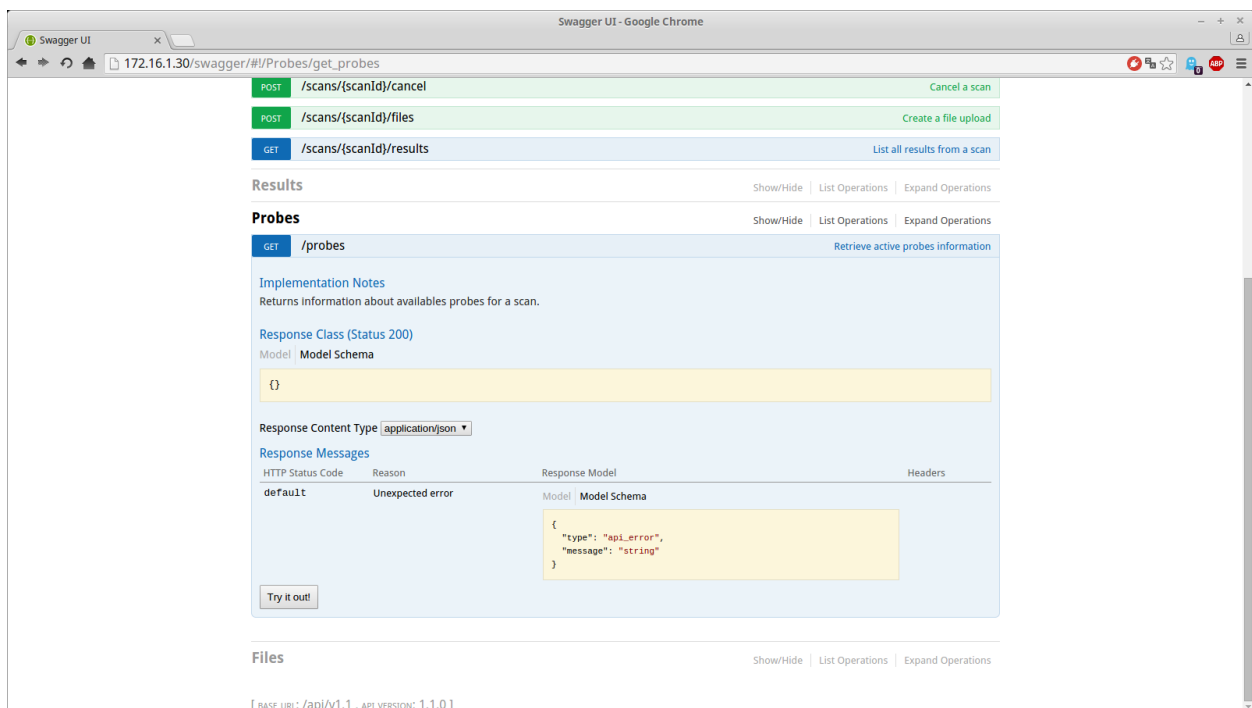 Swagger UI - Google Chrome
Swagger UI
172.16.1.30/swagger/#!/Probes/get_probes
0
ABP
POST /scans/{scanId}/cancel Cancel a scan
POST /scans/{scanId}/files Create a file upload
GET /scans/{scanId}/results List all results from a scan
Results Show/Hide List Operations Expand Operations
Probes Show/Hide List Operations Expand Operations
GET /probes Retrieve active probes information
Implementation Notes
Returns information about availables probes for a scan.
Response Class (Status 200)
Model Model Schema
{}
Response Content Type application/json
Response Messages
HTTP Status Code Reason Response Model Headers
default Unexpected error Model Model Schema
{
"type": "api_error",
"message": "string"
}
Try it out!
Files Show/Hide List Operations Expand Operations
[ BASE URL: /api/v1.1 , API VERSION: 1.1.0 ]